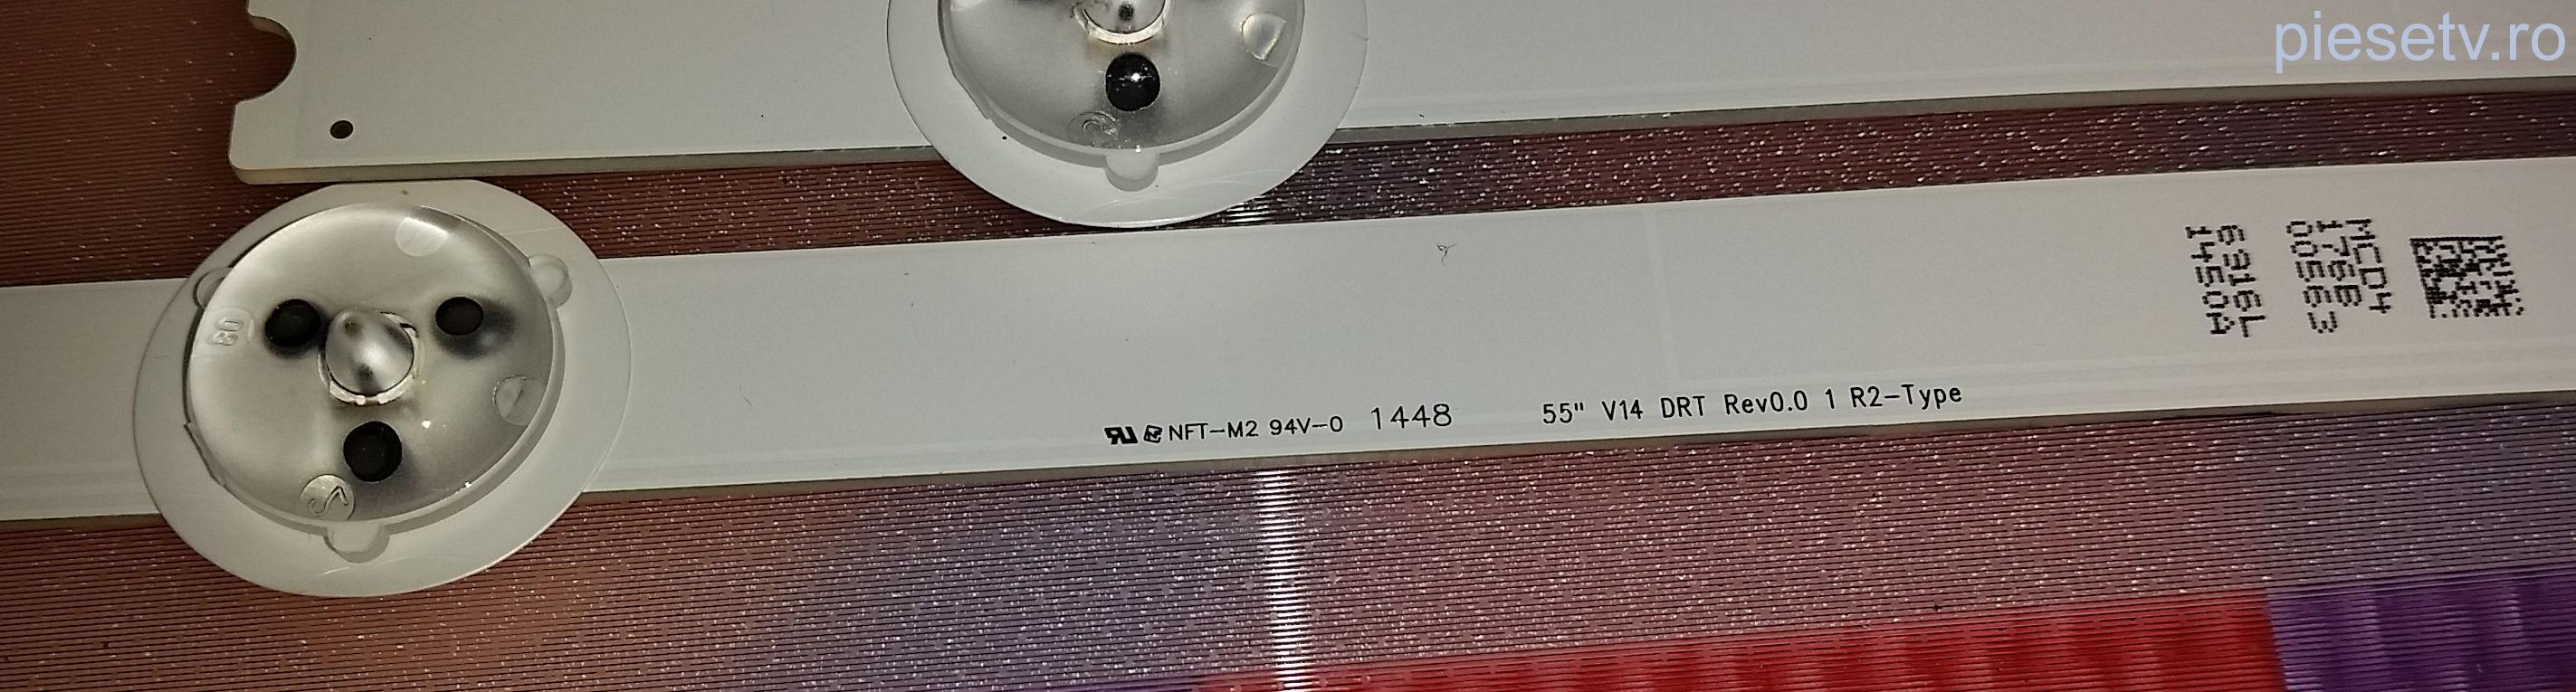 piesetv.ro
MCD4
176B
00563
6916L
1450A
NFT-M2 94V-0 1448 55" V14 DRT Rev0.0 1 R2-Type